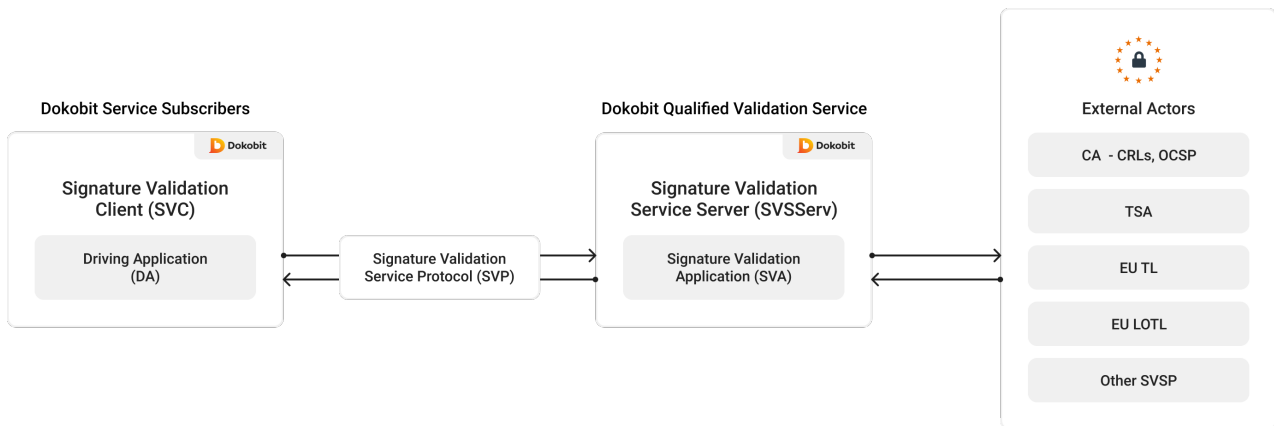 Dokobit Service Subscribers
Dokobit
Signature Validation
Client (SVC)
Driving Application
(DA)
Signature Validation
Service Protocol (SVP)
Dokobit Qualified Validation Service
Dokobit
Signature Validation
Service Server (SVSServ)
Signature Validation
Application (SVA)
External Actors
CA - CRLs, OCSP
TSA
EU TL
EU LOTL
Other SVSP